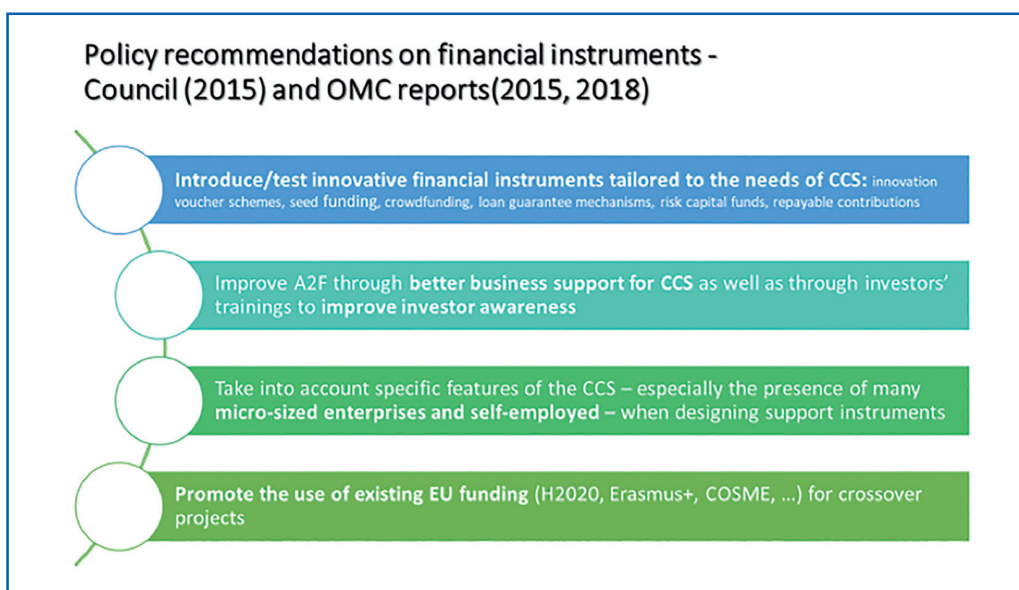 Policy recommendations on financial instruments -
Council (2015) and OMC reports(2015, 2018)
Introduce/test innovative financial instruments tailored to the needs of CCS: innovation
voucher schemes, seed funding, crowdfunding, loan guarantee mechanisms, risk capital funds, repayable contributions
Improve A2F through better business support for CCS as well as through investors’
trainings to improve investor awareness
Take into account specific features of the CCS – especially the presence of many
micro-sized enterprises and self-employed – when designing support instruments
Promote the use of existing EU funding (H2020, Erasmus+, COSME, …) for crossover
projects